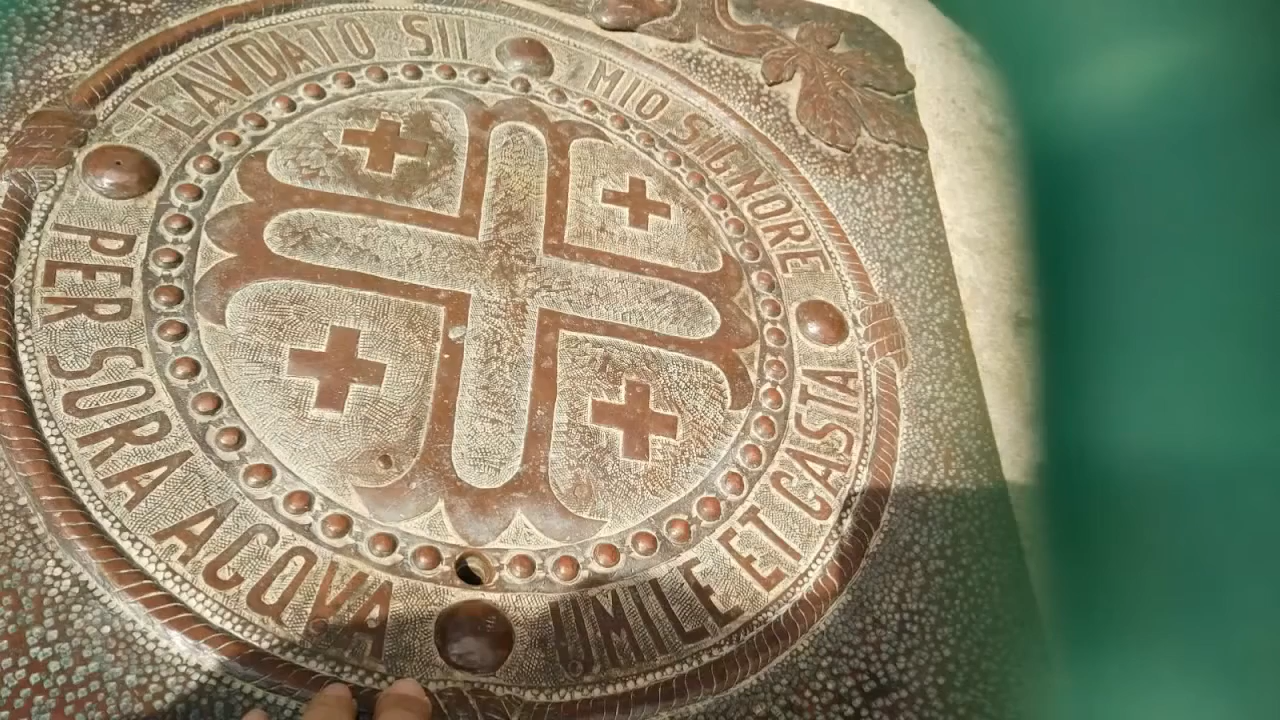 LAVDATO SII
MIO SIGNORE
PER SORA ACQVA
UMILE ET CASTA